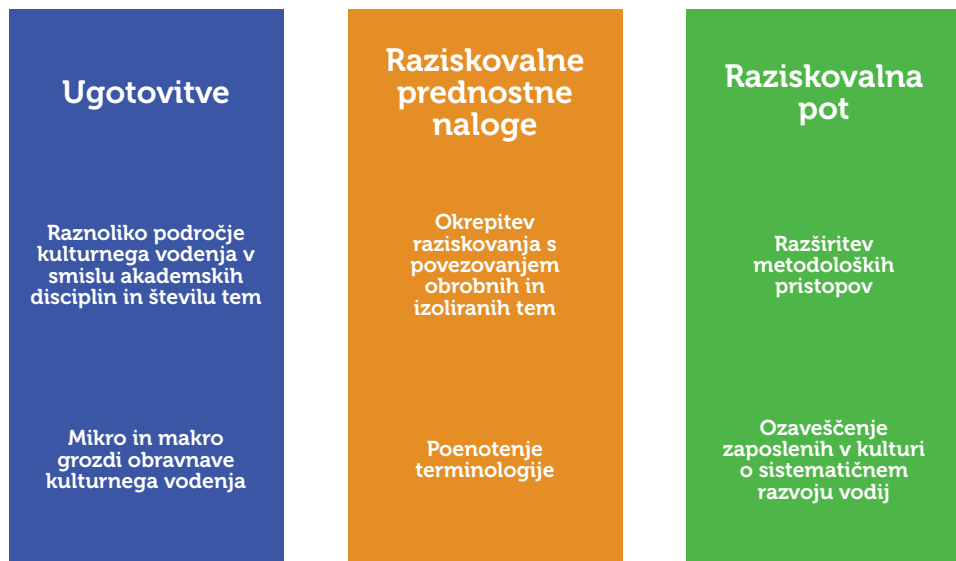 Ugotovitve
Raznoliko področje
kulturnega vodenja v
smislu akademskih
disciplin in številu tem
Mikro in makro
grozdi obravnave
kulturnega vodenja
Raziskovalne
prednostne
naloge
Okrepitev
raziskovanja s
povezovanjem
obrobnih in
izoliranih tem
Poenotenje
terminologije
Raziskovalna
pot
Razširitev
metodoloških
pristopov
Ozaveščenje
zaposlenih v kulturi
o sistematičnem
razvoju vodij